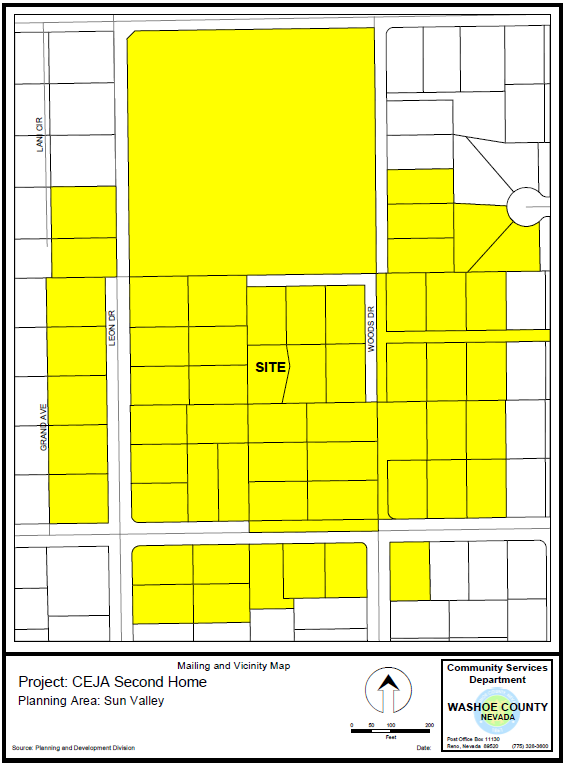 LANI CIR
LEON DR
WOODS DR
SITE
GRAND AVE
Mailing and Vicinity Map
Project: CEJA Second Home
Planning Area: Sun Valley
0 50 100 200
Feet
Source: Planning and Development Division
Date:
Community Services
Department
WASHOE COUNTY
NEVADA
Post Office Box 11130
Reno, Nevada 89520 (775) 328-3600